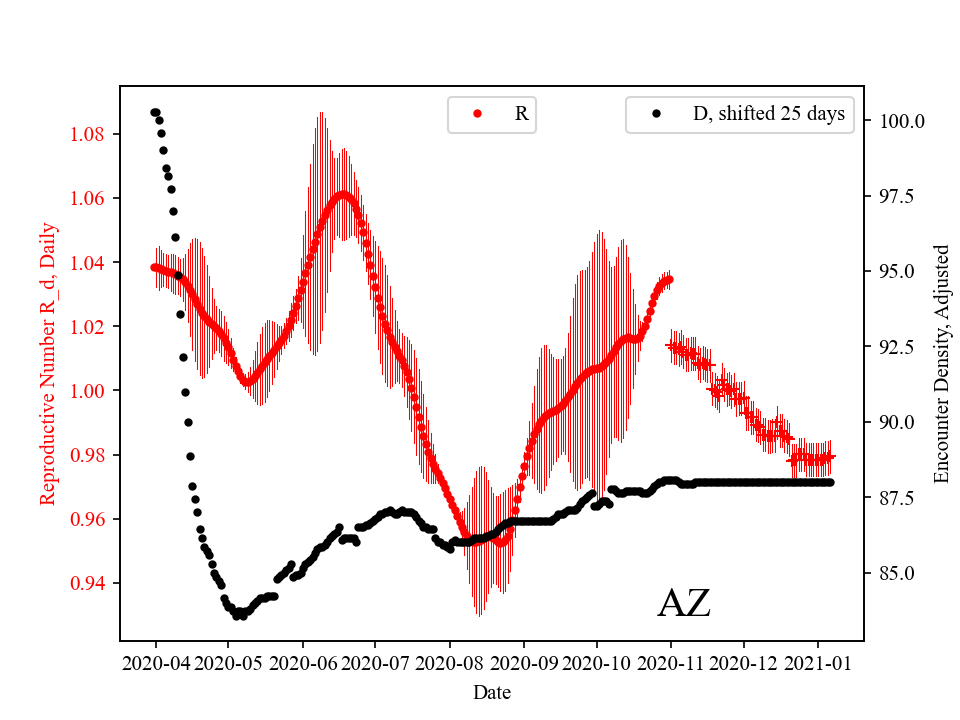 R
D, shifted 25 days
1.08
1.06
1.04
1.02
1.00
0.98
0.96
0.94
Reproductive Number R_d, Daily
100.0
97.5
95.0
92.5
90.0
87.5
85.0
Encounter Density, Adjusted
AZ
2020-04 2020-05 2020-06 2020-07 2020-08 2020-09 2020-10 2020-11 2020-12 2021-01
Date